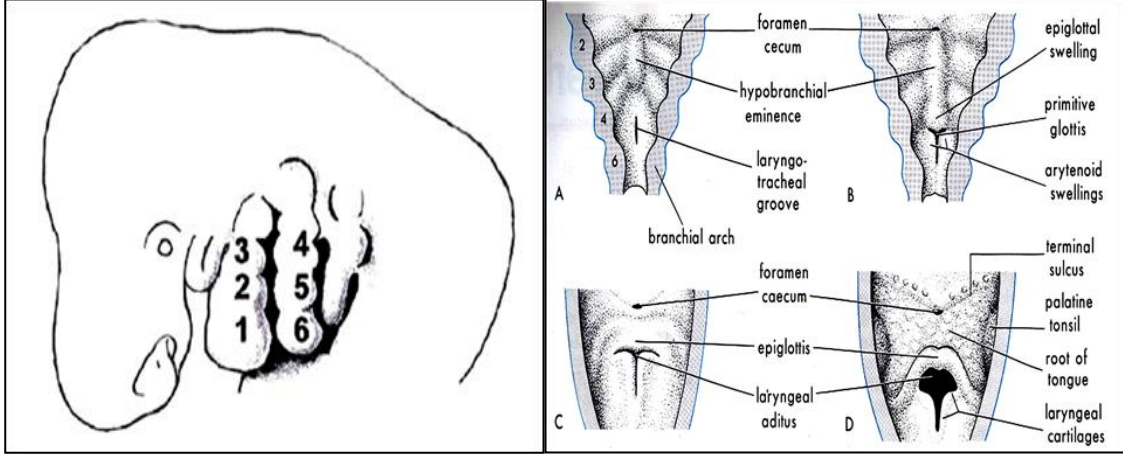 3
2
1
4
5
6
2
3
4
6
A
foramen
cecum
hypobranchial
eminence
laryngo-
tracheal
groove
branchial arch
B
epiglottal
swelling
primitive
glottis
arytenoid
swellings
foramen
caecum
epiglottis
laryngeal
aditus
C
D
terminal
sulcus
palatine
tonsil
root of
tongue
laryngeal
cartilages